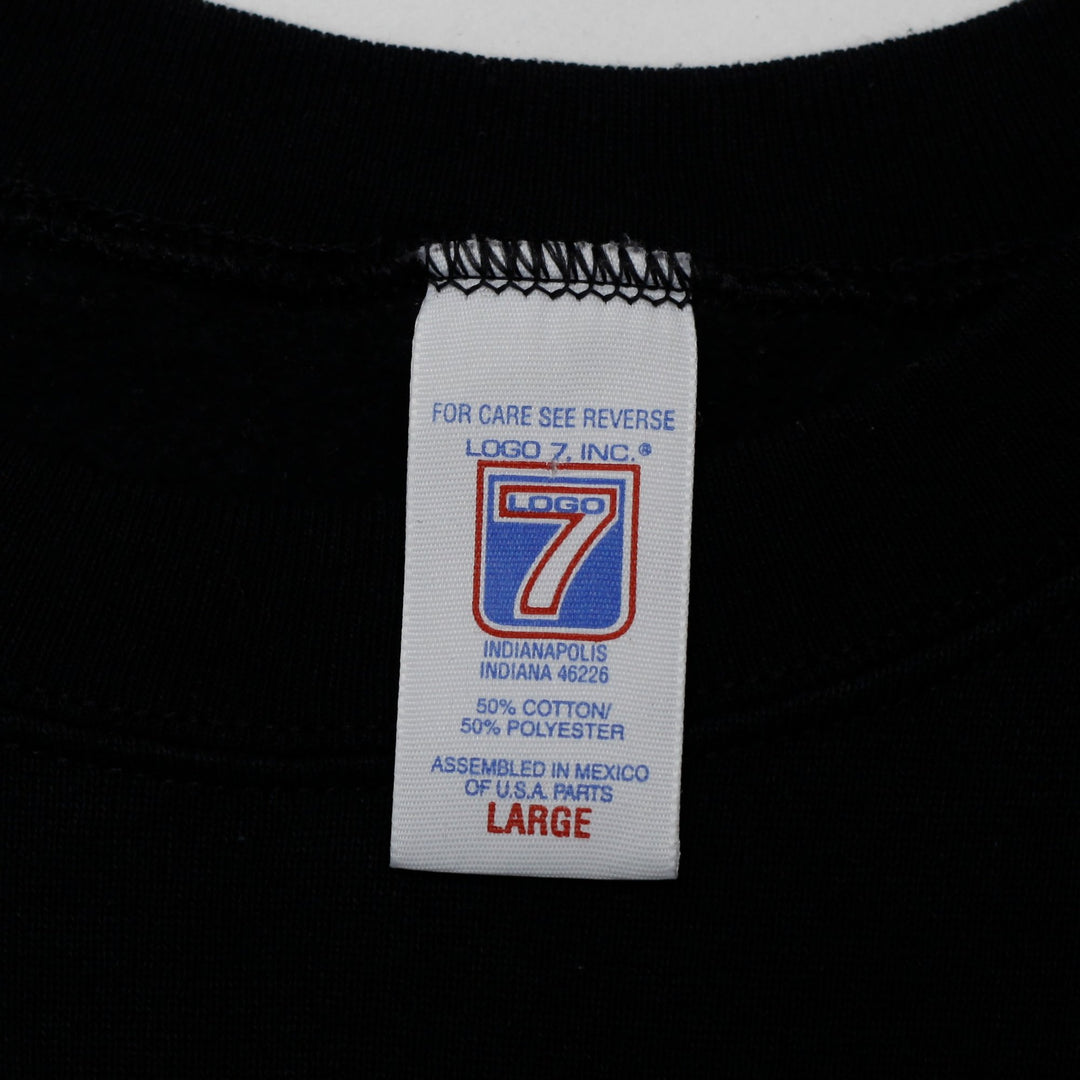 FOR CARE SEE REVERSE
LOGO 7, INC.®
LOGO
7
INDIANAPOLIS
INDIANA 46226
50% COTTON/
50% POLYESTER
ASSEMBLED IN MEXICO
OF U.S.A. PARTS
LARGE